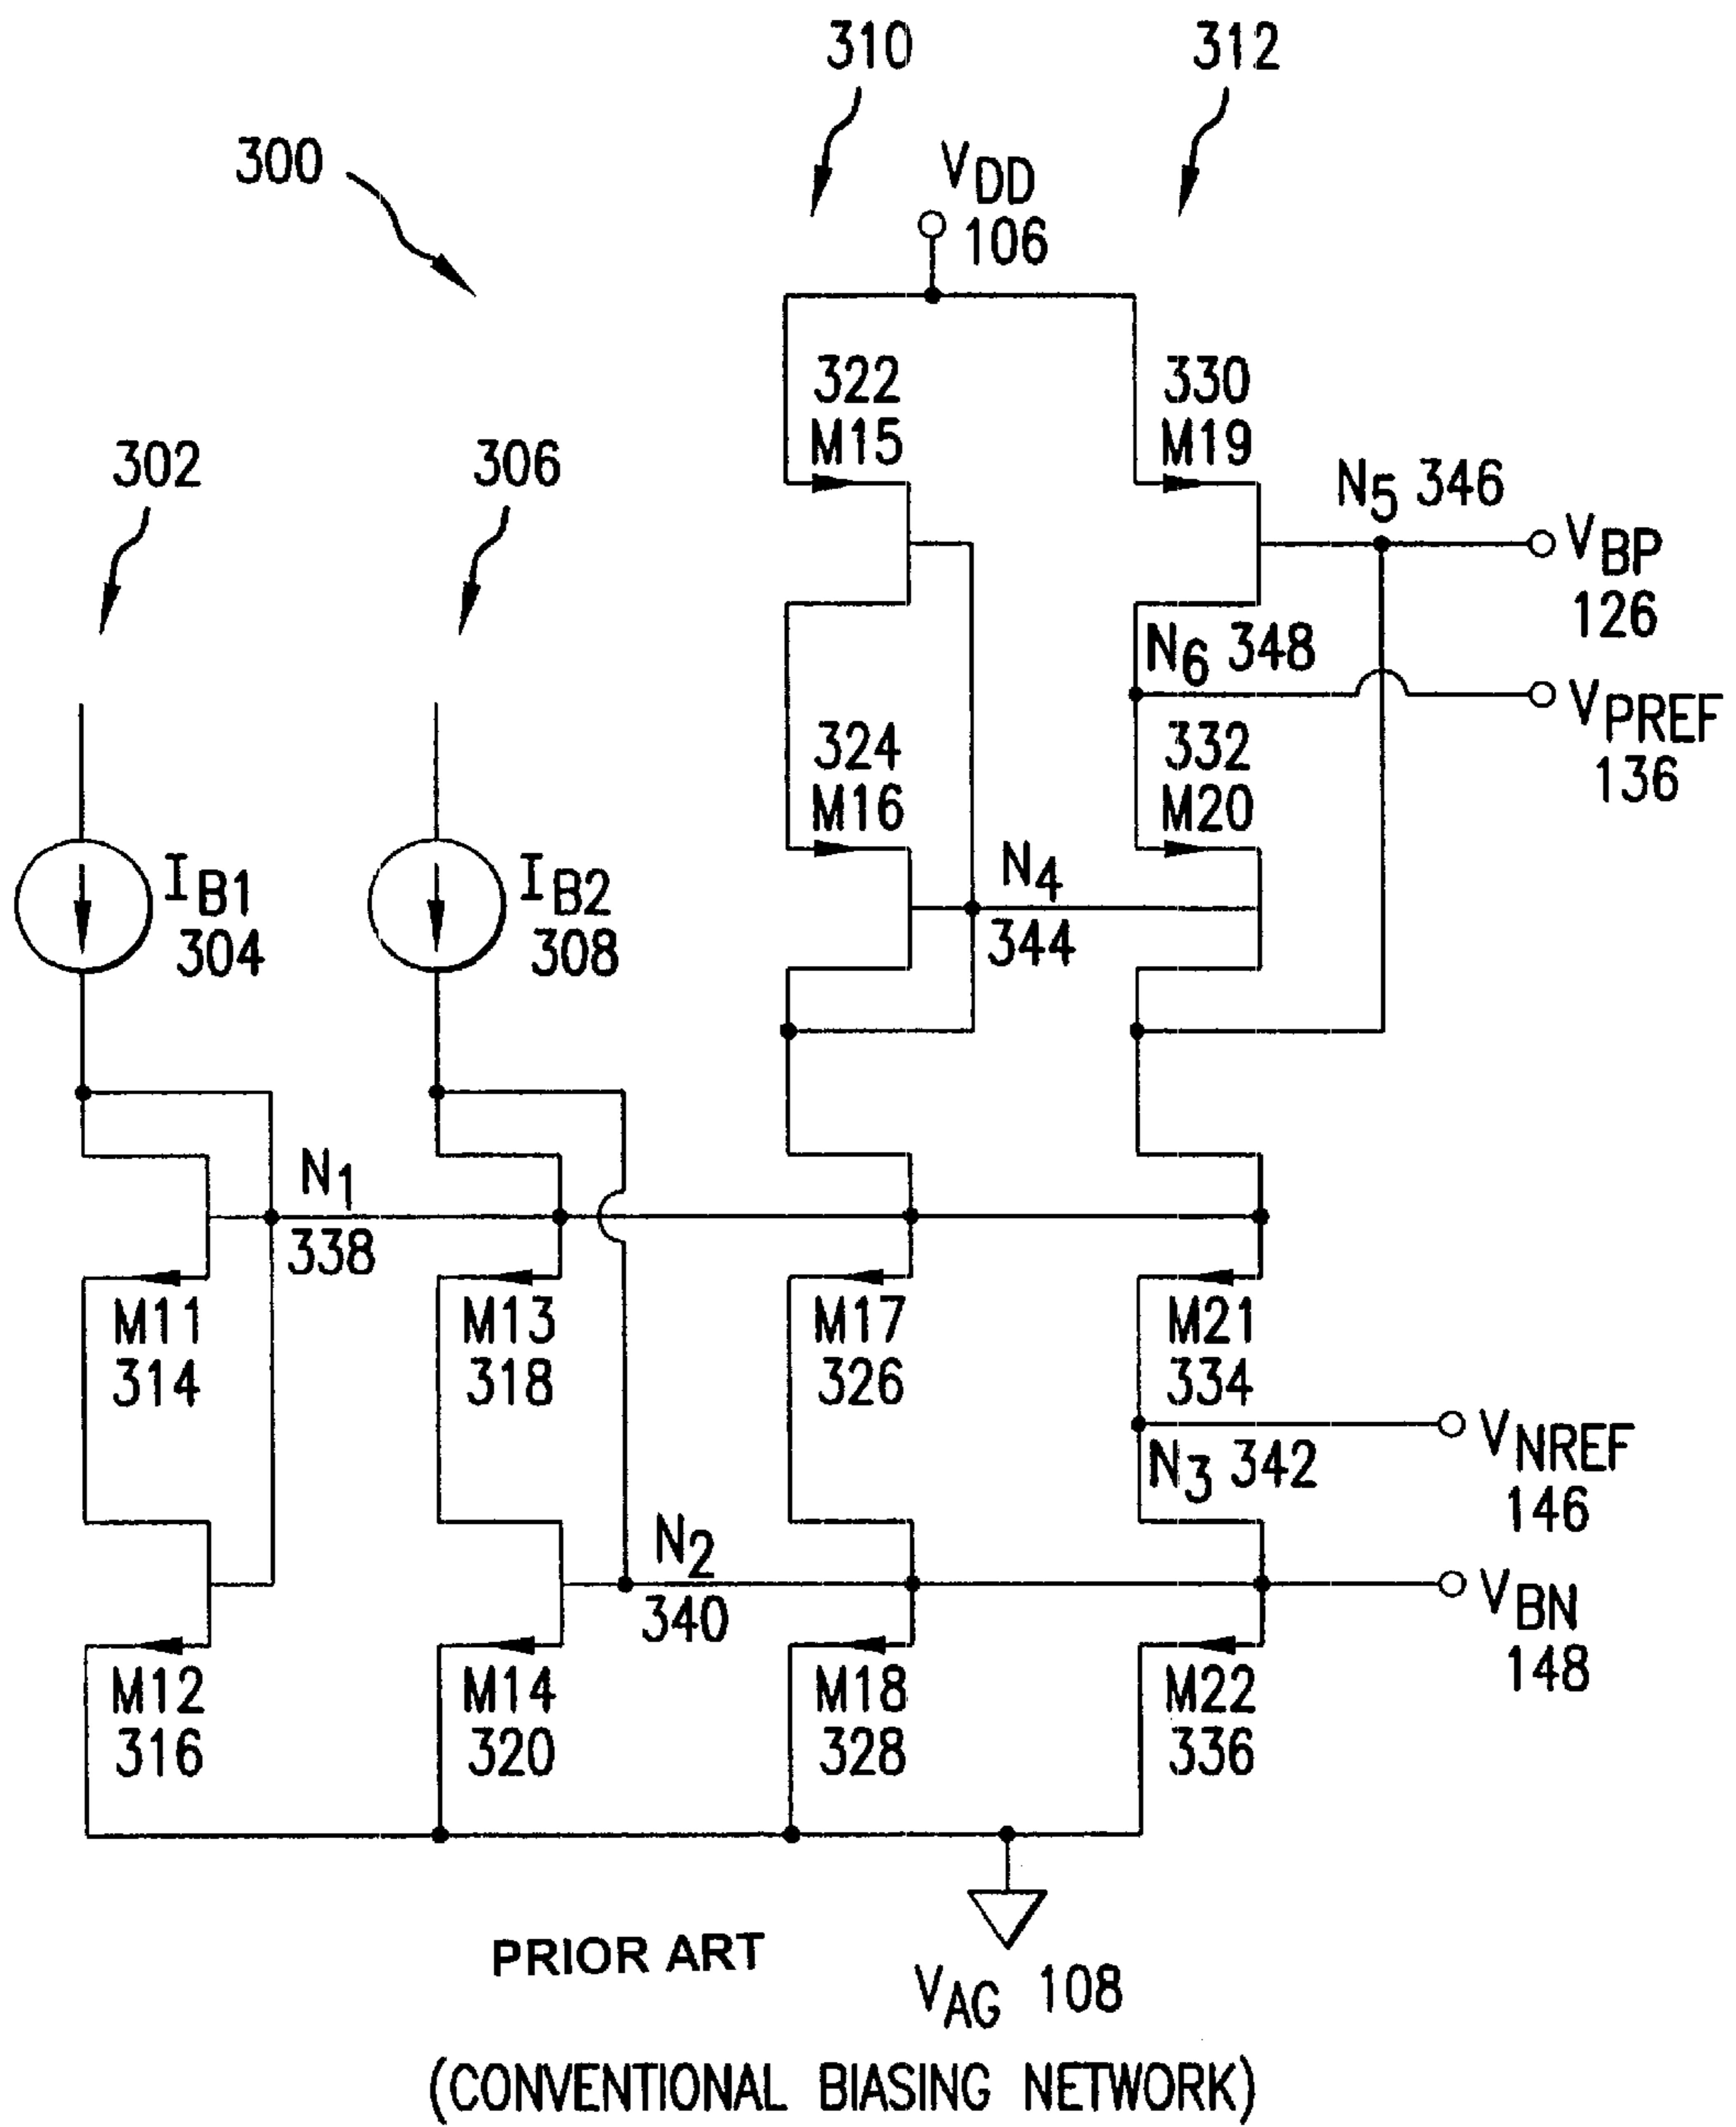 310
312
300
VDD
106
322
M15
330
M19
302
306
N5 346
VBP
126
N6 348
VPREF
136
324
M16
332
M20
IB1
304
IB2
308
N4
344
N1
338
M11
314
M13
318
M17
326
M21
334
VNREF
146
N3 342
N2
340
VBN
148
M12
316
M14
320
M18
328
M22
336
PRIOR ART
VAG 108
(CONVENTIONAL BIASING NETWORK)